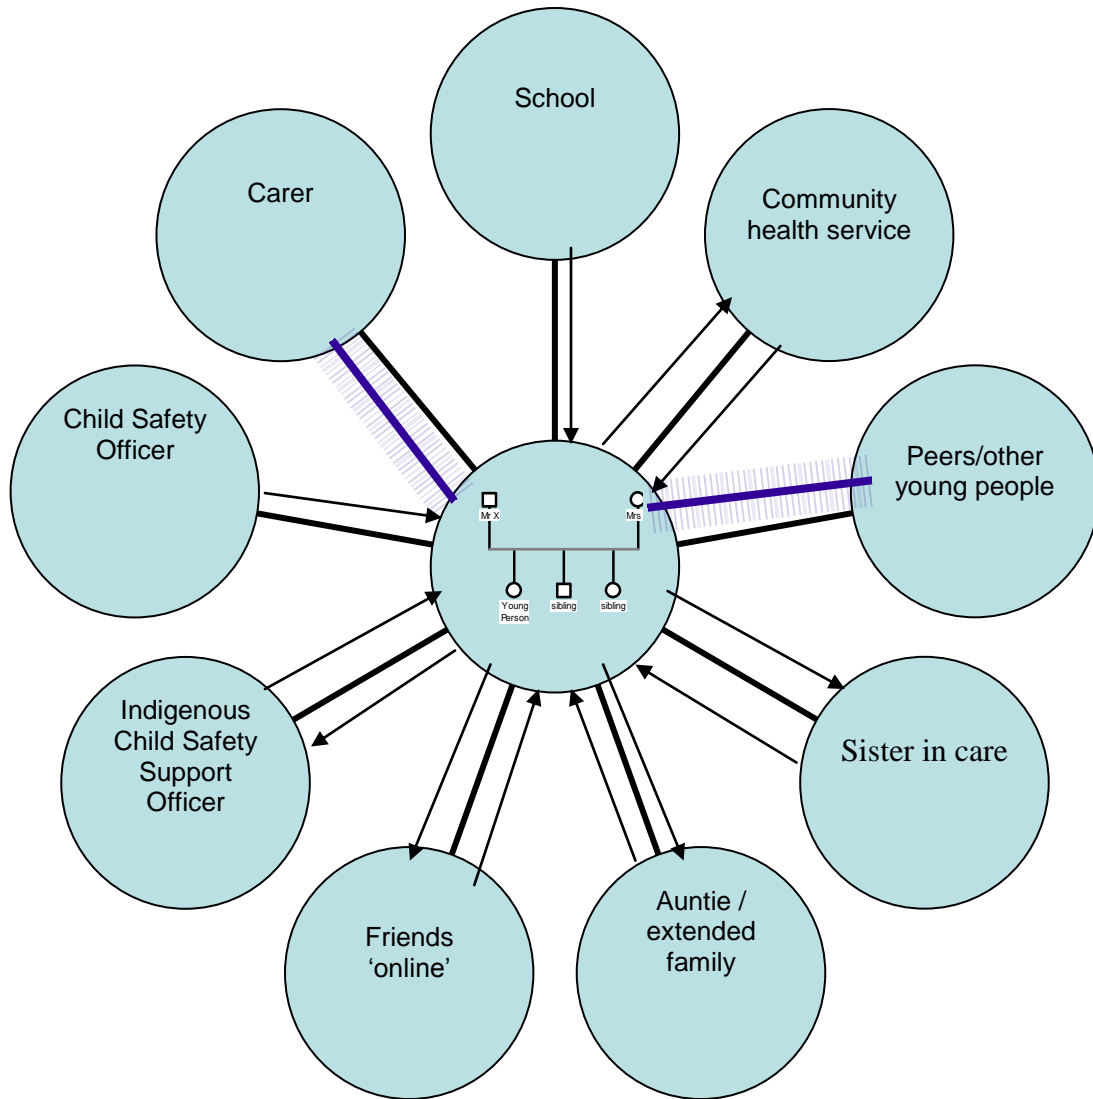 School
Community
health service
Carer
Child Safety
Officer
Peers/other
young people
Mr X
Mrs
Young
Person
sibling
sibling
Indigenous
Child Safety
Support
Officer
Sister in care
Friends
‘online’
Auntie /
extended
family